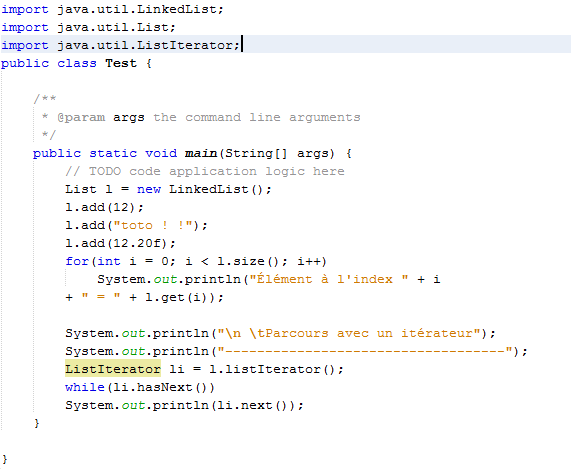 import java.util.LinkedList;
import java.util.List;
import java.util.ListIterator;
public class Test {
/**
* @param args the command line arguments
*/
public static void main(String[] args) {
// TODO code application logic here
List l = new LinkedList();
l.add(12);
l.add("toto ! !");
l.add(12.20f);
for(int i = 0; i < l.size(); i++)
System.out.println("Élément à l'index " + i
+ " = " + l.get(i));
System.out.println("\n \tParcours avec un itérateur");
System.out.println("-----------------------------------");
ListIterator li = l.listIterator();
while(li.hasNext())
System.out.println(li.next());
}
}